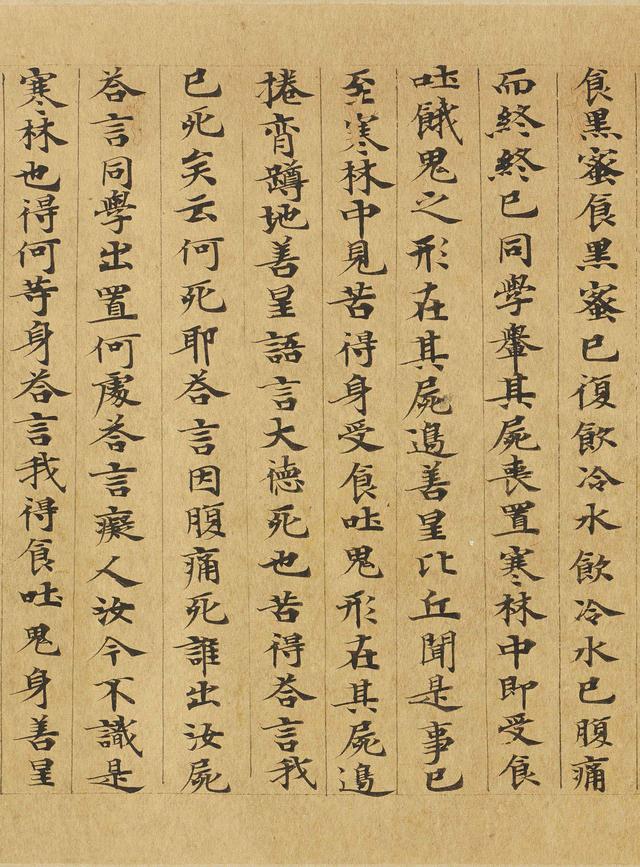 食黑蜜食黑蜜已復飲冷水飲冷水已腹痛
而終終已同學轝其屍喪置寒林中即受食
吐餓鬼之形在其屍邊善星比丘聞是事已
至寒林中見苦得身受食吐鬼形在其屍邊
捲脊蹲地善星語言大德死也苦得荅言我
已死矣云何死耶荅言因腹痛死誰出汝屍
荅言同學出置何處荅言癡人汝今不識是
寒林也得何等身荅言我得食吐鬼身善星